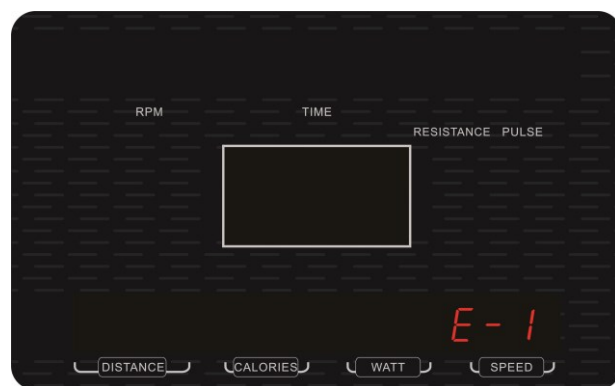 RPM TIME
RESISTANCE PULSE
E-1
DISTANCE CALORIES WATT SPEED